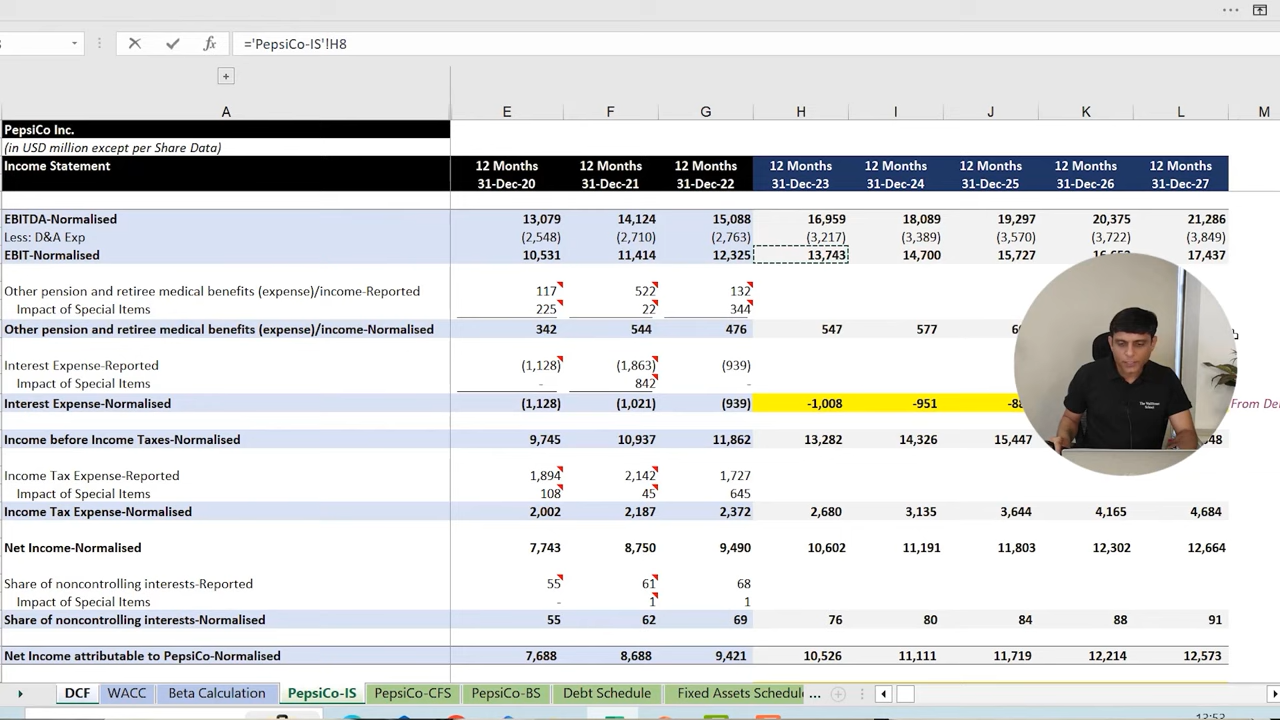 ='PepsiCo-IS'!H8
A E F G H I J K L M
PepsiCo Inc.
(in USD million except per Share Data)
Income Statement 12 Months 12 Months 12 Months 12 Months 12 Months 12 Months 12 Months 12 Months
31-Dec-20 31-Dec-21 31-Dec-22 31-Dec-23 31-Dec-24 31-Dec-25 31-Dec-26 31-Dec-27
EBITDA-Normalised 13,079 14,124 15,088 16,959 18,089 19,297 20,375 21,286
Less: D&A Exp (2,548) (2,710) (2,763) (3,217) (3,389) (3,570) (3,722) (3,849)
EBIT-Normalised 10,531 11,414 12,325 13,743 14,700 15,727 17,437
Other pension and retiree medical benefits (expense)/income-Reported 117 522 132
Impact of Special Items 225 22 344
Other pension and retiree medical benefits (expense)/income-Normalised 342 544 476 547 577
Interest Expense-Reported (1,128) (1,863) (939)
Impact of Special Items - 842 -
Interest Expense-Normalised (1,128) (1,021) (939) -1,008 -951 From
Income before Income Taxes-Normalised 9,745 10,937 11,862 13,282 14,326 15,447
Income Tax Expense-Reported 1,894 2,142 1,727
Impact of Special Items 108 45 645
Income Tax Expense-Normalised 2,002 2,187 2,372 2,680 3,135 3,644 4,165 4,684
Net Income-Normalised 7,743 8,750 9,490 10,602 11,191 11,803 12,302 12,664
Share of noncontrolling interests-Reported 55 61 68
Impact of Special Items - 1 1
Share of noncontrolling interests-Normalised 55 62 69 76 80 84 88 91
Net Income attributable to PepsiCo-Normalised 7,688 8,688 9,421 10,526 11,111 11,719 12,214 12,573
DCF WACC Beta Calculation PepsiCo-IS PepsiCo-CFS PepsiCo-BS Debt Schedule Fixed Assets Schedule ...